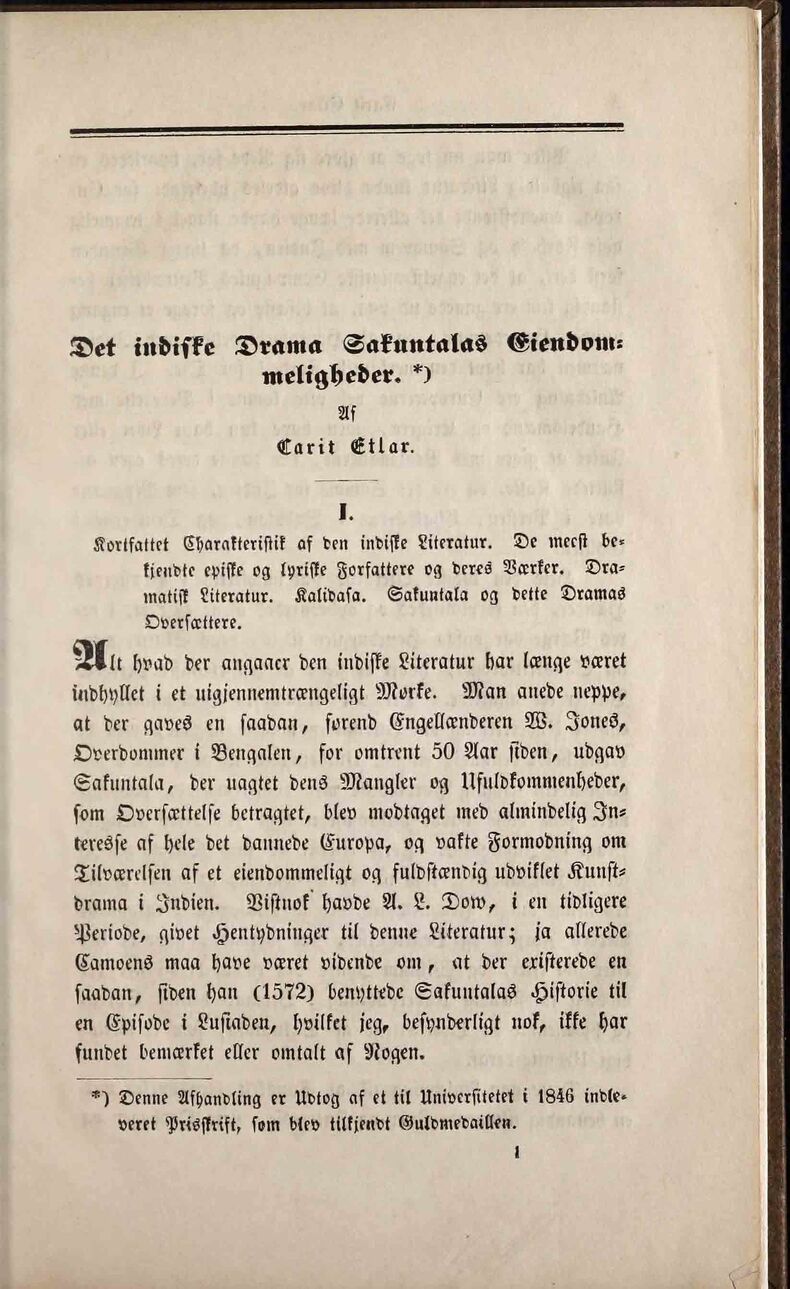 Det indiske Drama Sakuntalas Eiendom-
meligheder. *)
Af
Carit Etlar.
I.
Kortfattet Charakteristik af den indiske Literatur. De meest be-
kjendte episke og lyriske Forfattere og deres Værker. Dra-
matisk Literatur. Kalidasa. Sakuntala og dette Dramas
Oversættere.
Alt hvad der angaaer den indiske Literatur har længe været
indhyllet i et uigjennemtrængeligt Mørke. Man anede neppe,
at der gaves en saadan, førend Engellænderen W. Jones,
Overdommer i Bengalen, for omtrent 50 Aar siden, udgav
Sakuntala, der uagtet dens Mangler og Ufuldkommenheder,
som Oversættelse betragtet, blev modtaget med almindelig In-
teresse af hele det dannede Europa, og vakte Formodning om
Tilværelsen af et eiendommeligt og fuldstændig udviklet Kunst-
drama i Indien. Vistnok havde A. L. Dow, i en tidligere
Periode, givet Hentydninger til denne Literatur; ja allerede
Camoens maa have været vidende om, at der existerede en
saadan, siden han (1572) benyttede Sakuntalas Historie til
en Episode i Lusiaden, hvilket jeg, besynderligt nok, ikke har
fundet bemærket eller omtalt af Nogen.
*) Denne Afhandling er Udtog af et til Universitetet i 1846 indle-
veret Prisskrift, som blev tilkjendt Guldmedaillen.
1